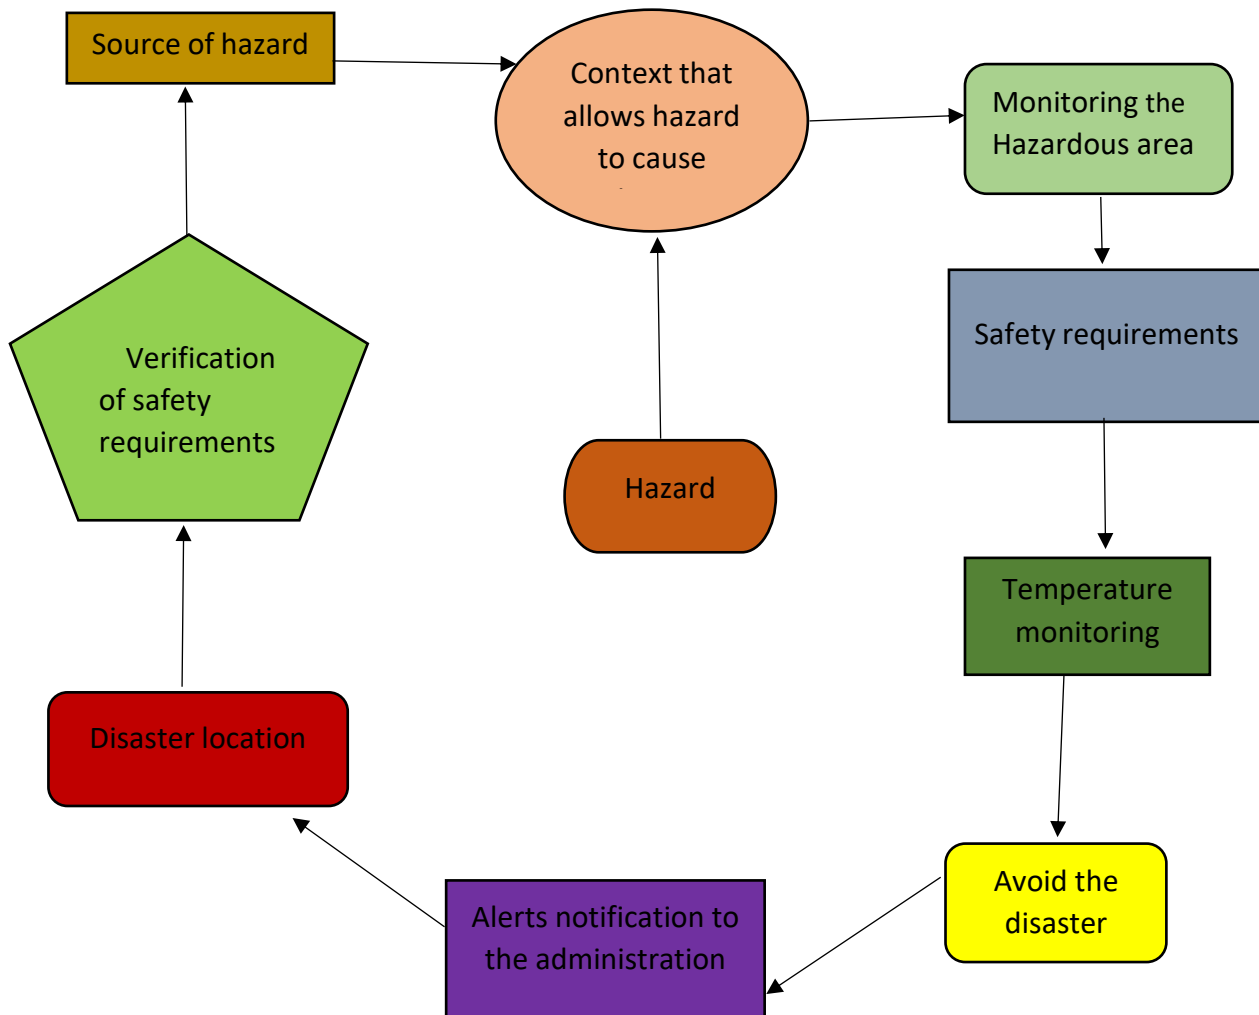 Source of hazard
Context that
allows hazard
to cause
Monitoring the
Hazardous area
Safety requirements
Verification
of safety
requirements
Hazard
Temperature
monitoring
Disaster location
Avoid the
disaster
Alerts notification to
the administration